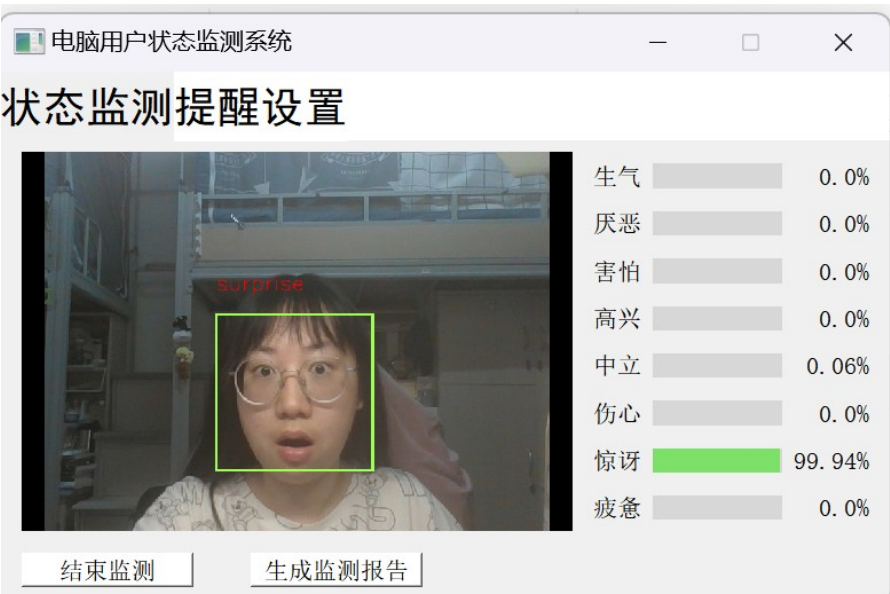 电脑用户状态监测系统
状态监测 提醒设置
surprise
生气 0.0%
厌恶 0.0%
害怕 0.0%
高兴 0.0%
中立 0.06%
伤心 0.0%
惊讶 99.94%
疲惫 0.0%
结束监测 生成监测报告